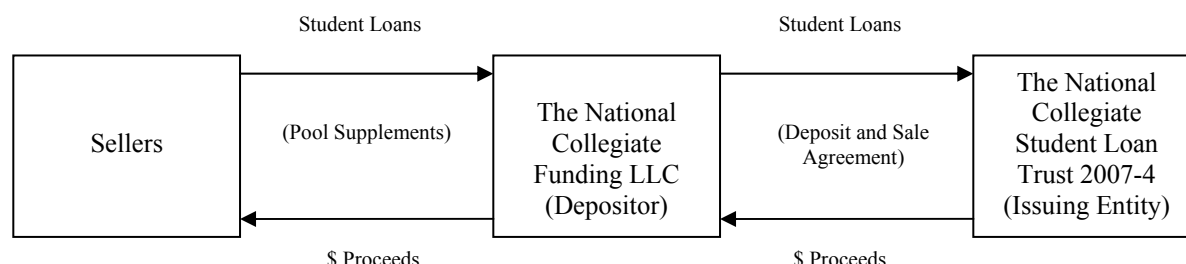 Student Loans
Student Loans
Sellers
(Pool Supplements)
The National
Collegiate
Funding LLC
(Depositor)
(Deposit and Sale
Agreement)
The National
Collegiate
Student Loan
Trust 2007-4
(Issuing Entity)
$ Proceeds
$ Proceeds